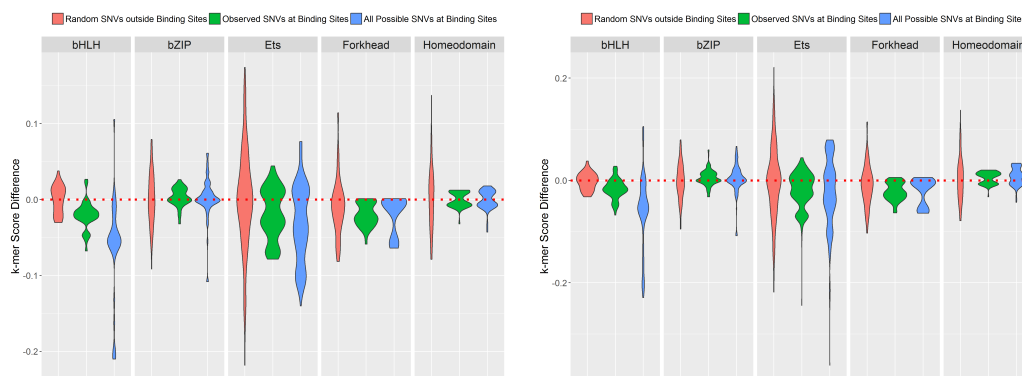 Random SNVs outside Binding Sites Observed SNVs at Binding Sites All Possible SNVs at Binding Sites
bHLH bZIP Ets Forkhead Homeodomain
k-mer Score Difference
0.1
0.0
-0.1
-0.2
Random SNVs outside Binding Sites Observed SNVs at Binding Sites All Possible SNVs at Binding Sites
bHLH bZIP Ets Forkhead Homeodomain
k-mer Score Difference
0.2
0.0
-0.2